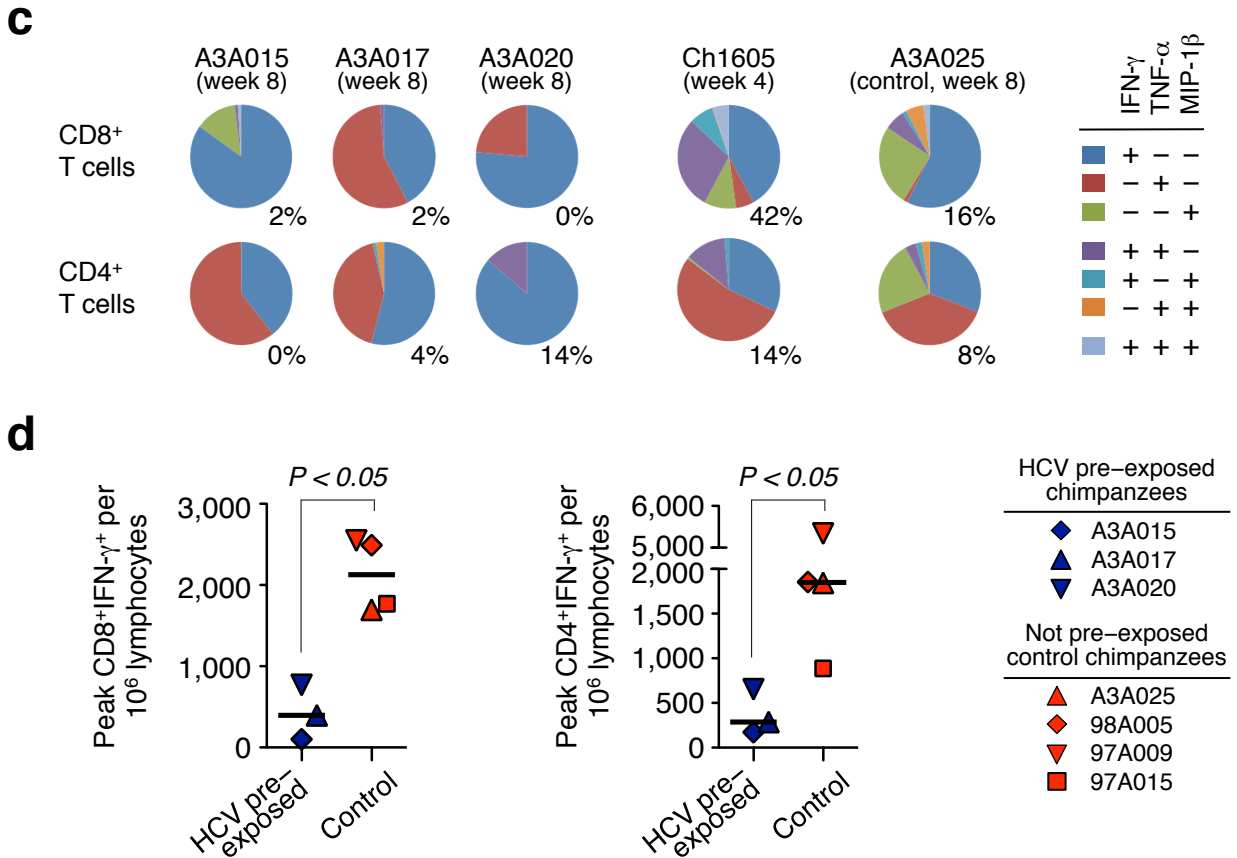 c
A3A015
(week 8)
A3A017
(week 8)
A3A020
(week 8)
Ch1605
(week 4)
A3A025
(control, week 8)
IFN-γ
TNF-α
MIP-1β
CD8⁺
T cells
2%
2%
0%
42%
16%
CD4⁺
T cells
0%
4%
14%
14%
8%
+ − −
− + −
− − +
+ + −
+ − +
− + +
+ + +
d
Peak CD8⁺IFN-γ⁺ per
10⁶ lymphocytes
P < 0.05
3,000
2,000
1,000
0
HCV pre−
exposed
Control
Peak CD4⁺IFN-γ⁺ per
10⁶ lymphocytes
P < 0.05
6,000
5,000
2,000
1,500
1,000
500
0
HCV pre−
exposed
Control
HCV pre−exposed
chimpanzees
A3A015
A3A017
A3A020
Not pre−exposed
control chimpanzees
A3A025
98A005
97A009
97A015